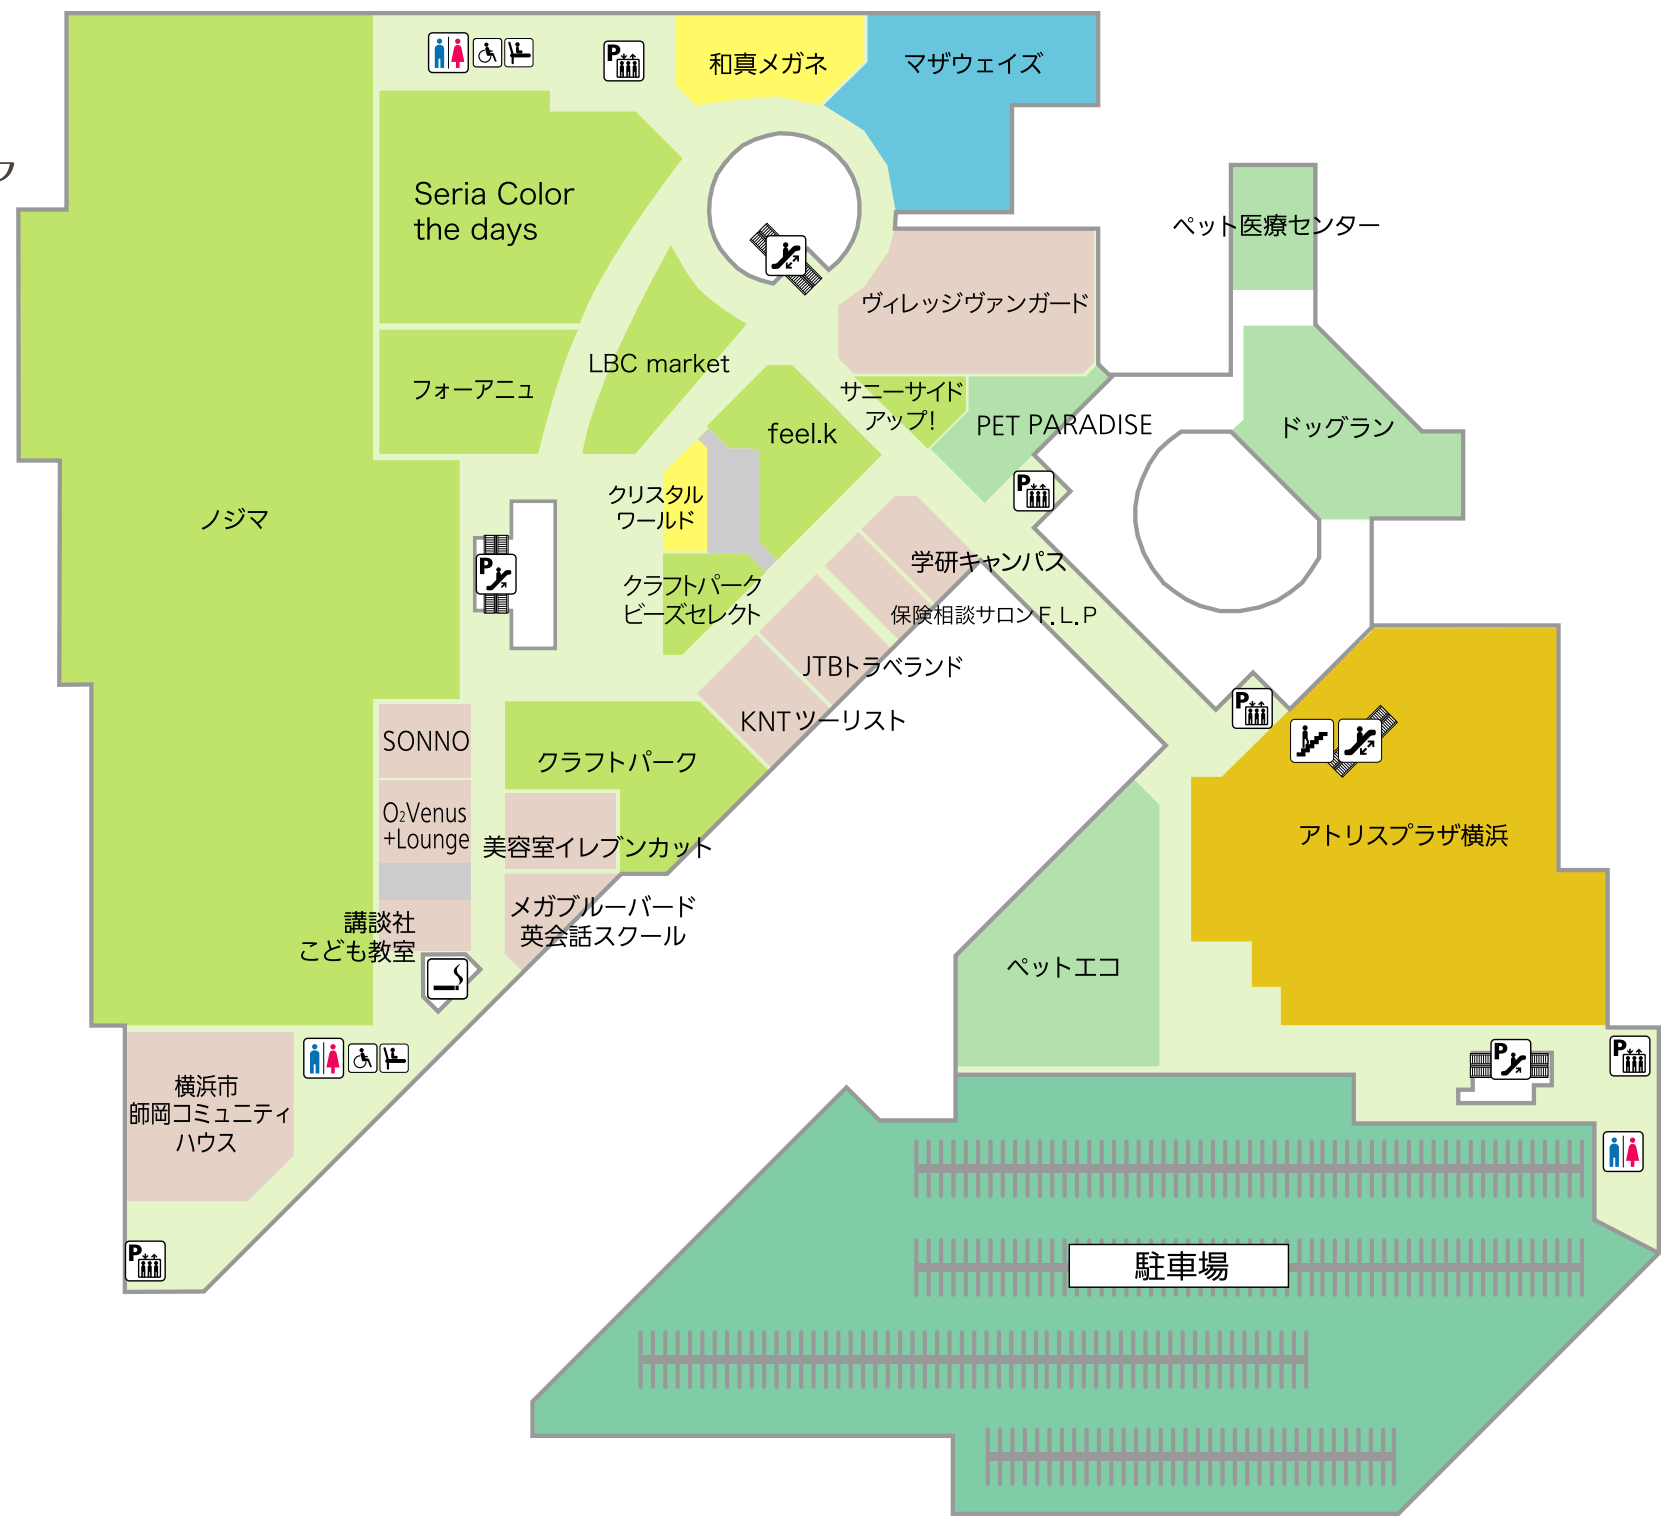 和真メガネ
マザウェイズ
Seria Color
the days
ペット医療センター
ヴィレッジヴァンガード
LBC market
フォーアニュ
サニーサイド
アップ!
PET PARADISE
feel.k
ドッグラン
クリスタル
ワールド
ノジマ
学研キャンパス
クラフトパーク
ビーズセレクト
保険相談サロン F.L.P
JTBトラベランド
KNTツーリスト
SONNO
クラフトパーク
O2Venus
+Lounge
美容室イレブンカット
アトリスプラザ横浜
講談社
こども教室
メガブルーバード
英会話スクール
ペットエコ
横浜市
師岡コミュニティ
ハウス
駐車場
P
P
P
P
P
P
P